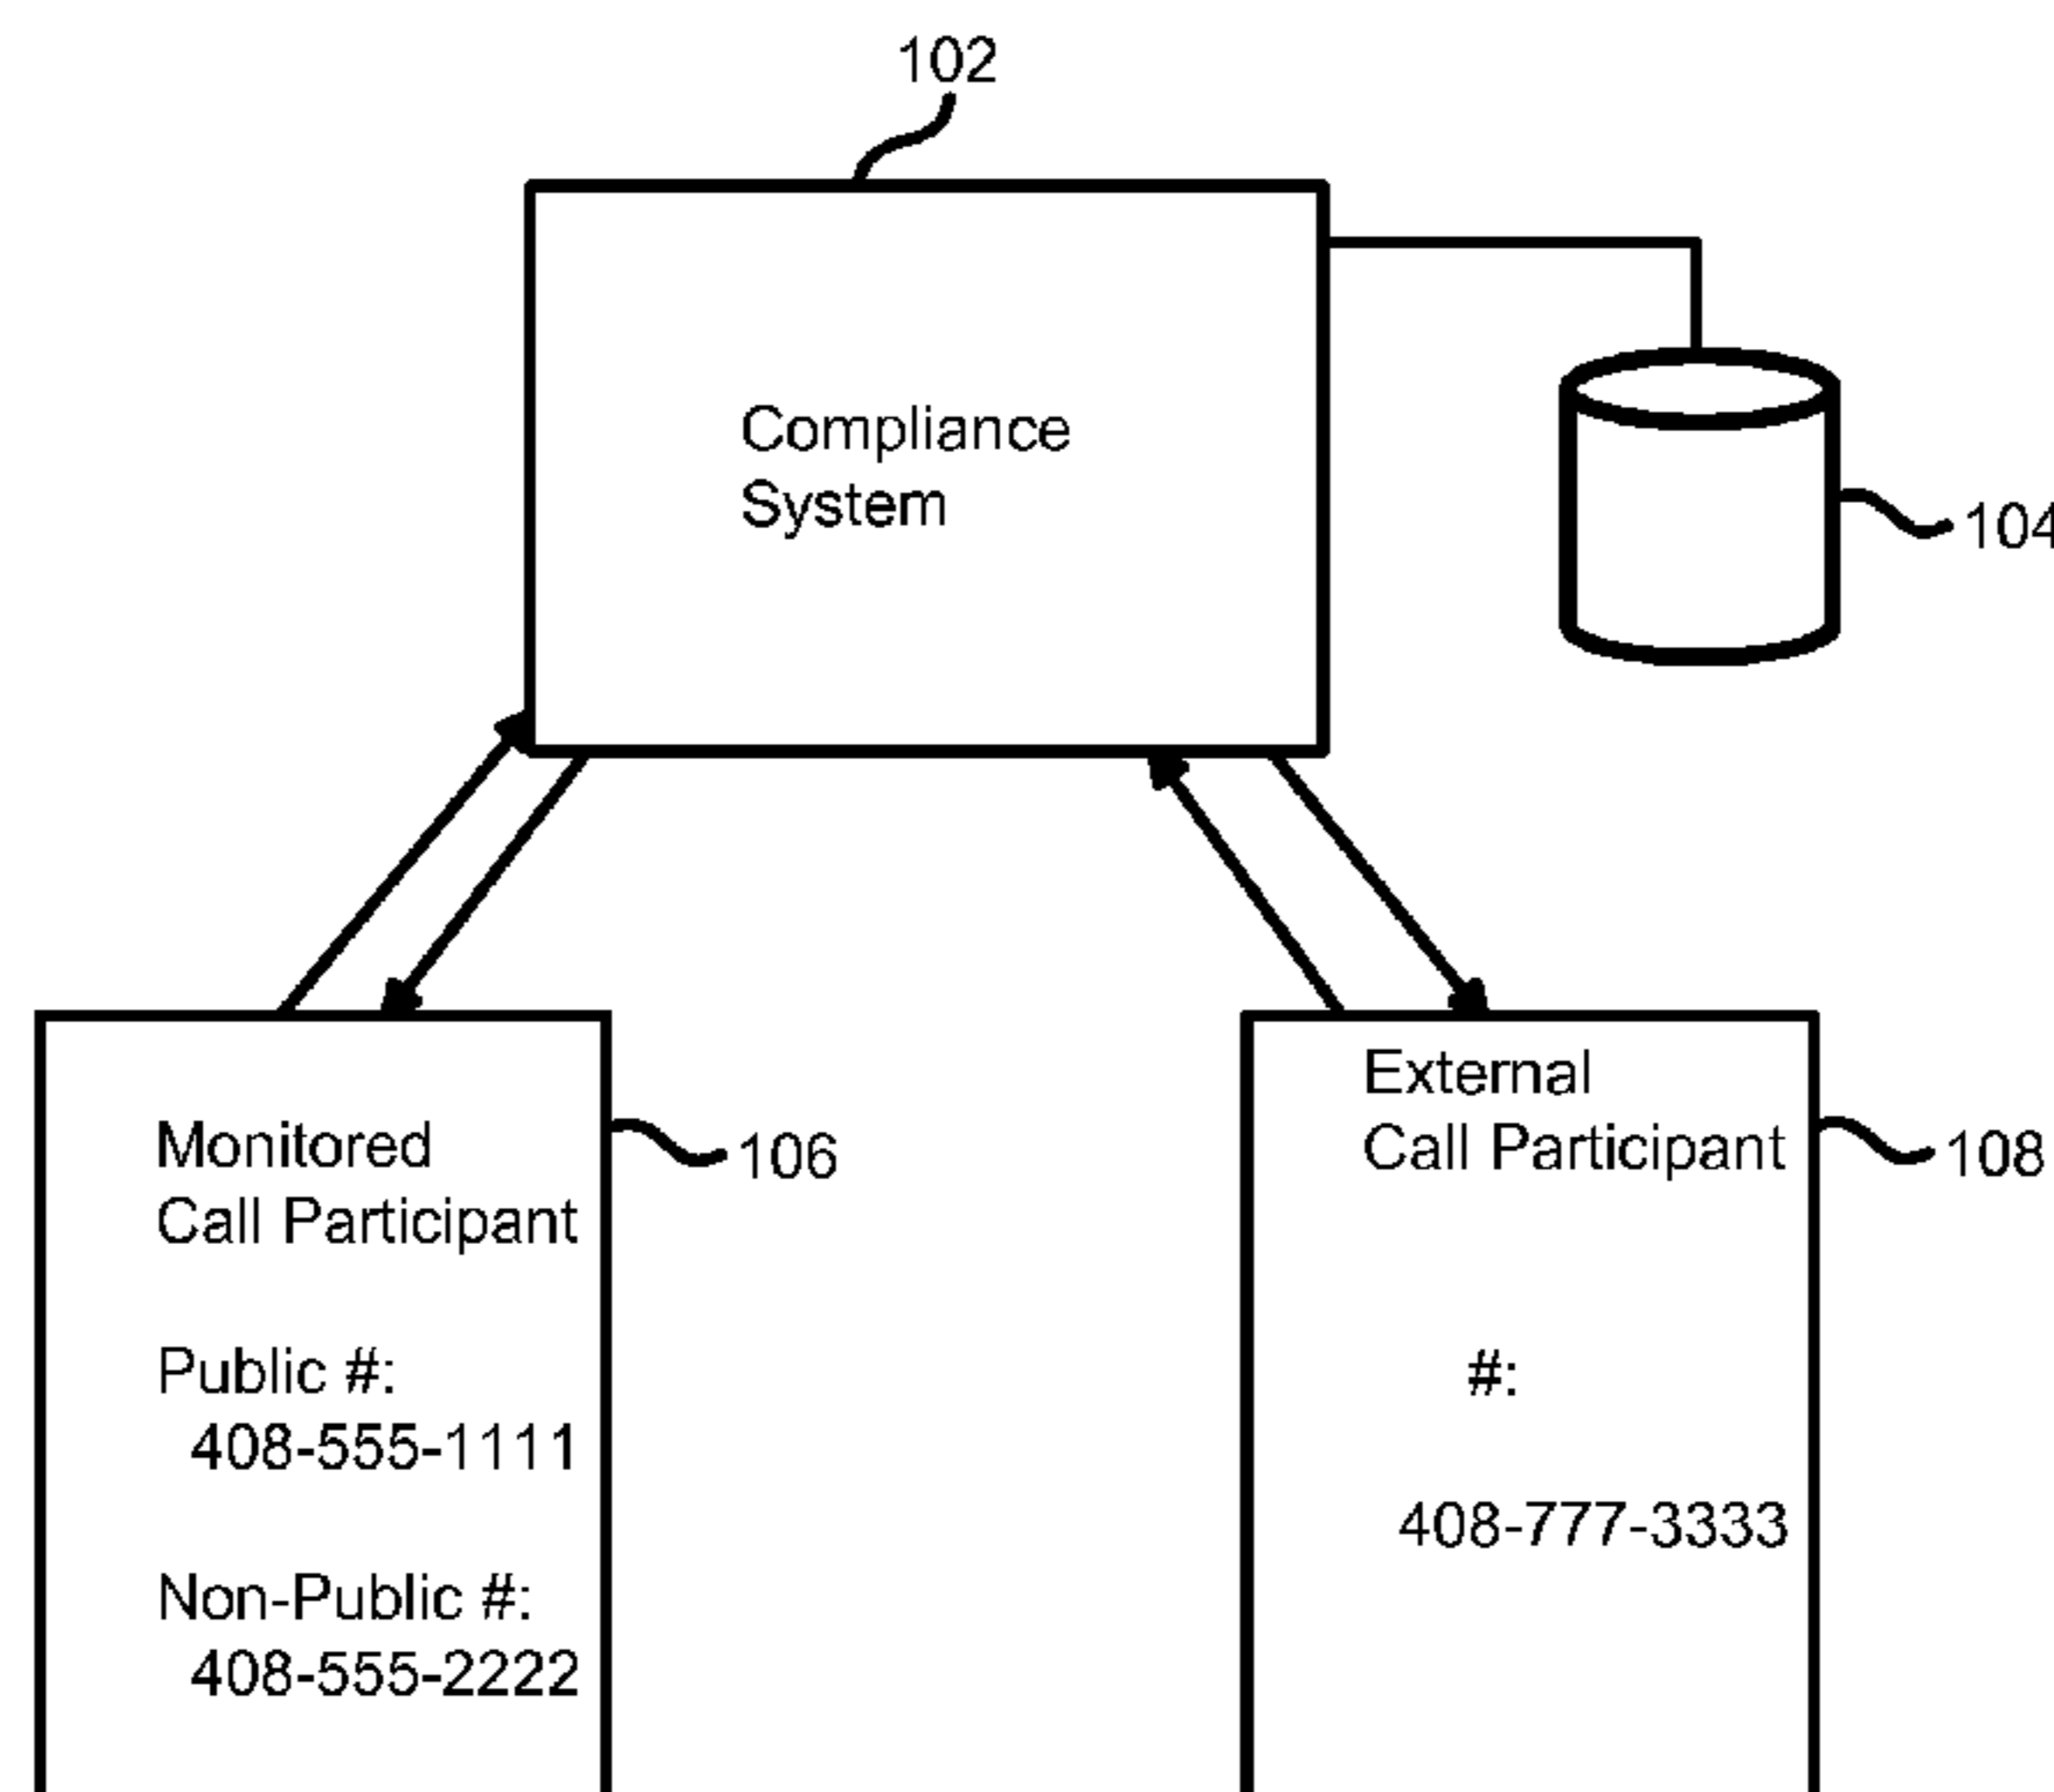 102
Compliance
System
104
Monitored
Call Participant
106
Public #:
408-555-1111
Non-Public #:
408-555-2222
External
Call Participant
108
#:
408-777-3333